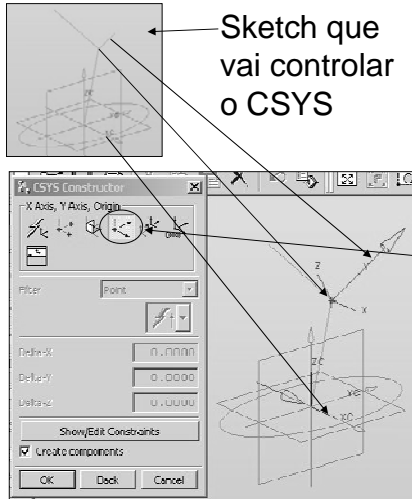 Sketch que
vai controlar
o CSYS
CSYS Constructor
X Axis, Y Axis, Origin
Filter
Point
Delta-X
0.0000
Delta-Y
0.0000
Delta-Z
0.0000
Show/Edit Constraints
Create components
OK
Back
Cancel
Z
Y
X
ZC
XC